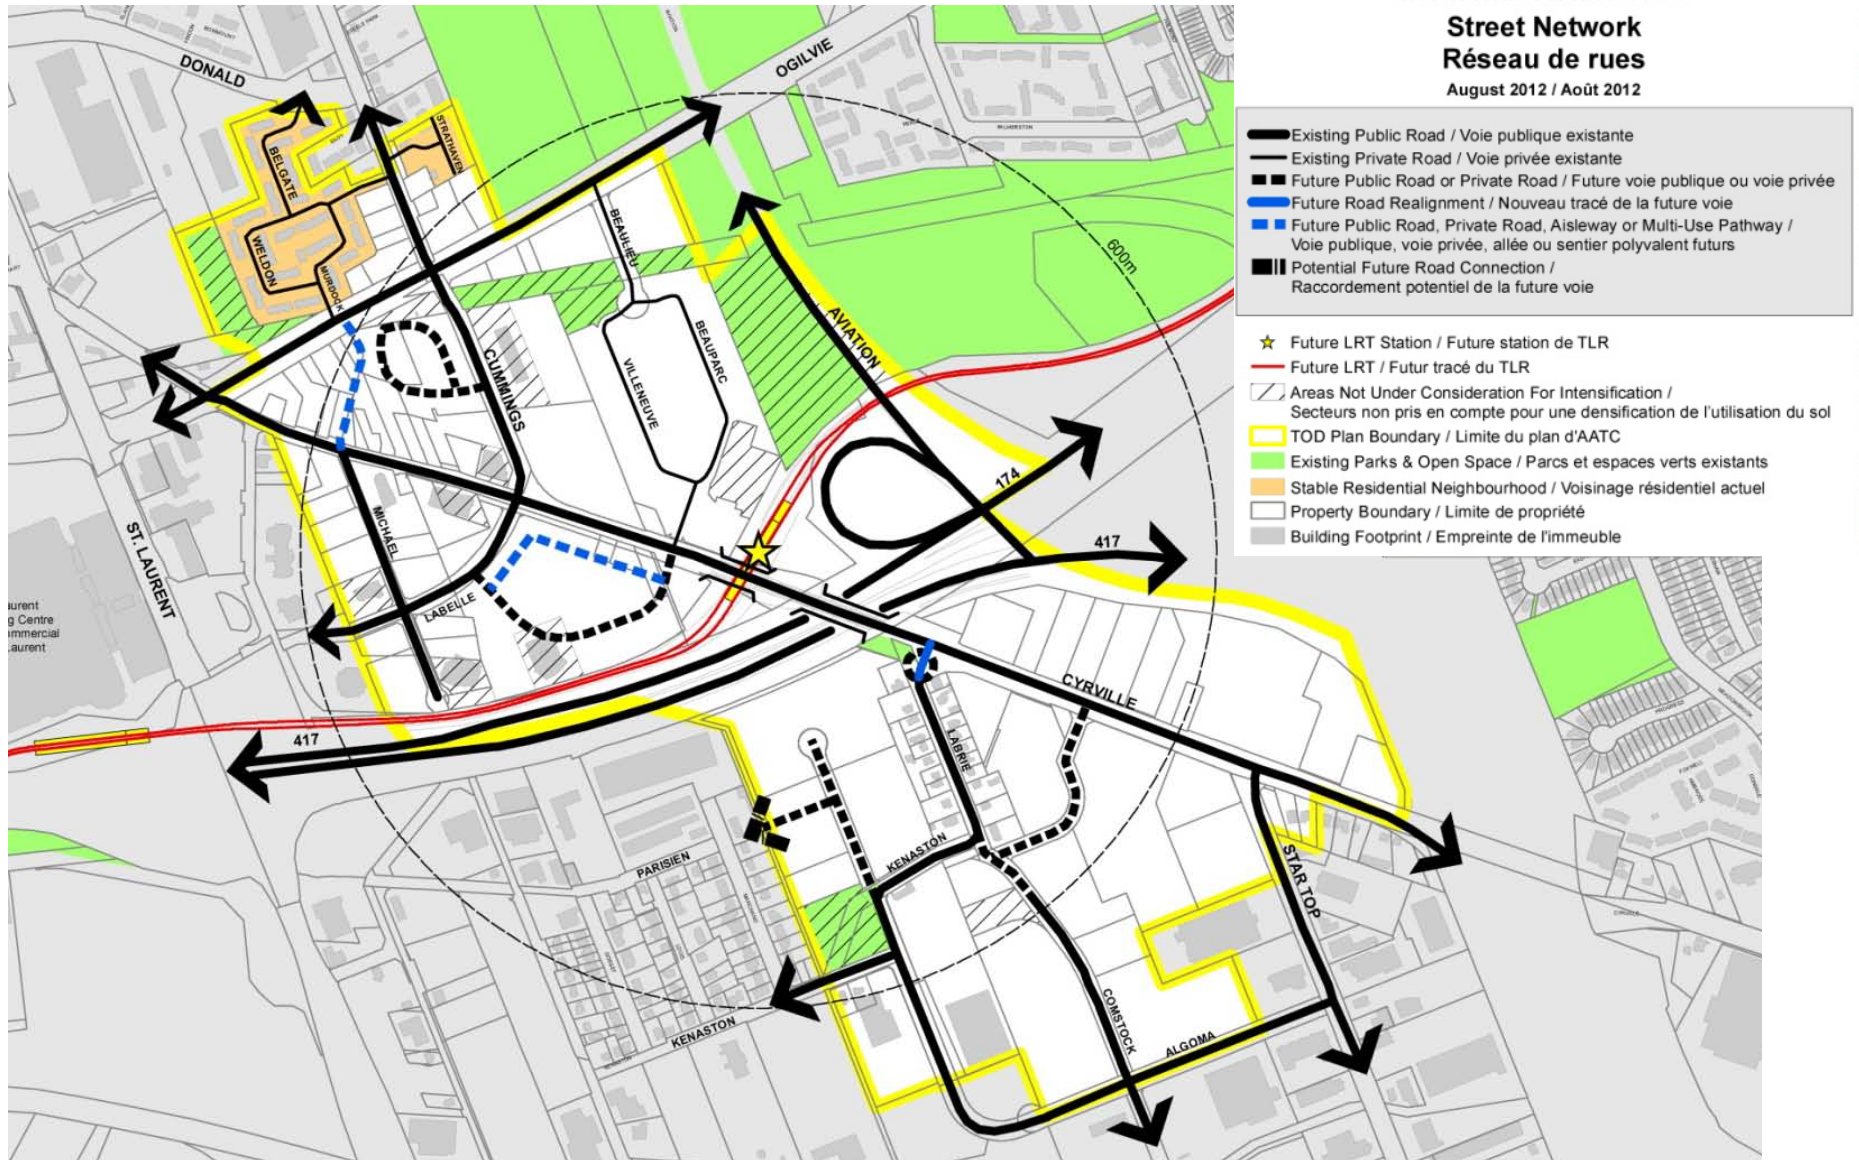 Street Network
Réseau de rues
August 2012 / Août 2012
Existing Public Road / Voie publique existante
Existing Private Road / Voie privée existante
Future Public Road or Private Road / Future voie publique ou voie privée
Future Road Realignment / Nouveau tracé de la future voie
Future Public Road, Private Road, Aisleway or Multi-Use Pathway /
Voie publique, voie privée, allée ou sentier polyvalent futurs
Potential Future Road Connection /
Raccordement potentiel de la future voie
Future LRT Station / Future station de TLR
Future LRT / Futur tracé du TLR
Areas Not Under Consideration For Intensification /
Secteurs non pris en compte pour une densification de l'utilisation du sol
TOD Plan Boundary / Limite du plan d'AATC
Existing Parks & Open Space / Parcs et espaces verts existants
Stable Residential Neighbourhood / Voisinage résidentiel actuel
Property Boundary / Limite de propriété
Building Footprint / Empreinte de l'immeuble
DONALD
OGILVIE
BELGATE
STRATHAVEN
WELDON
MURDOCK
BEAULIEU
600m
AVIATION
CUMMINGS
BEAUPARC
VILLENEUVE
174
ST. LAURENT
MICHAEL
417
LABELLE
aurent
g Centre
ommercial
aurent
CYRVILLE
417
LABRIE
KENASTON
PARISIEN
STAR TOP
COMSTOCK
KENASTON
ALGOMA